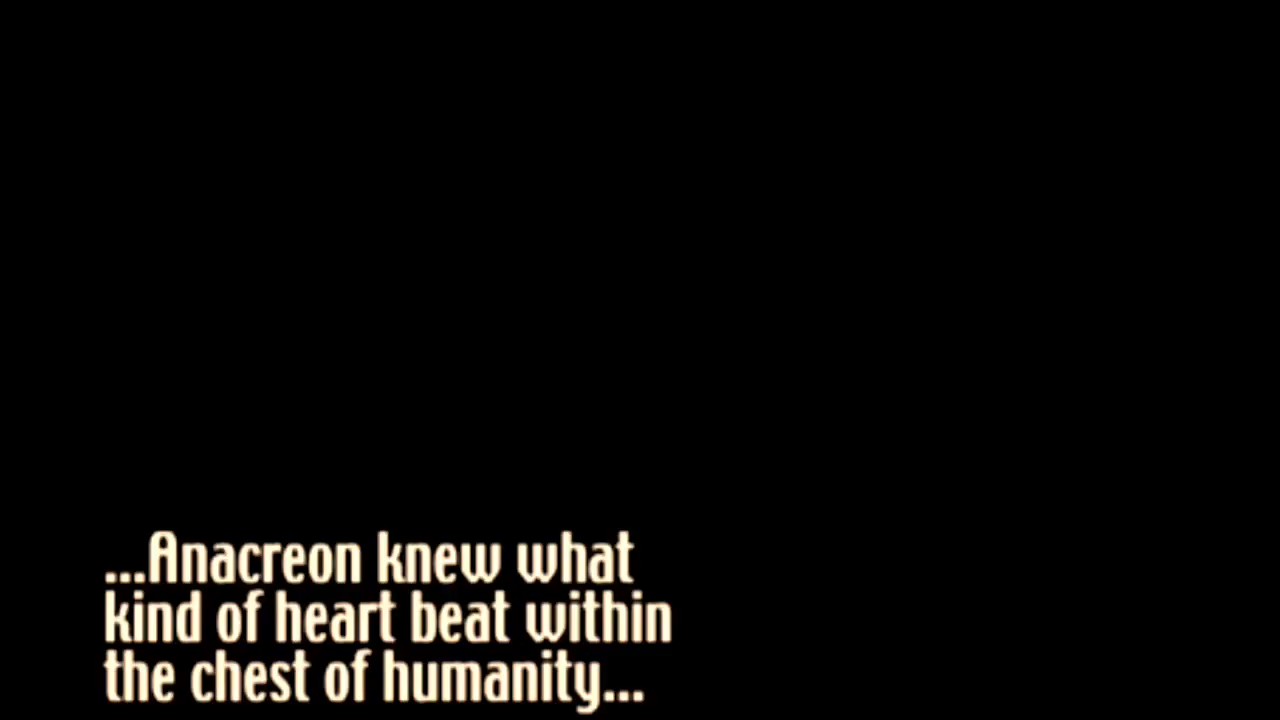 ...Anacreon knew what
kind of heart beat within
the chest of humanity...